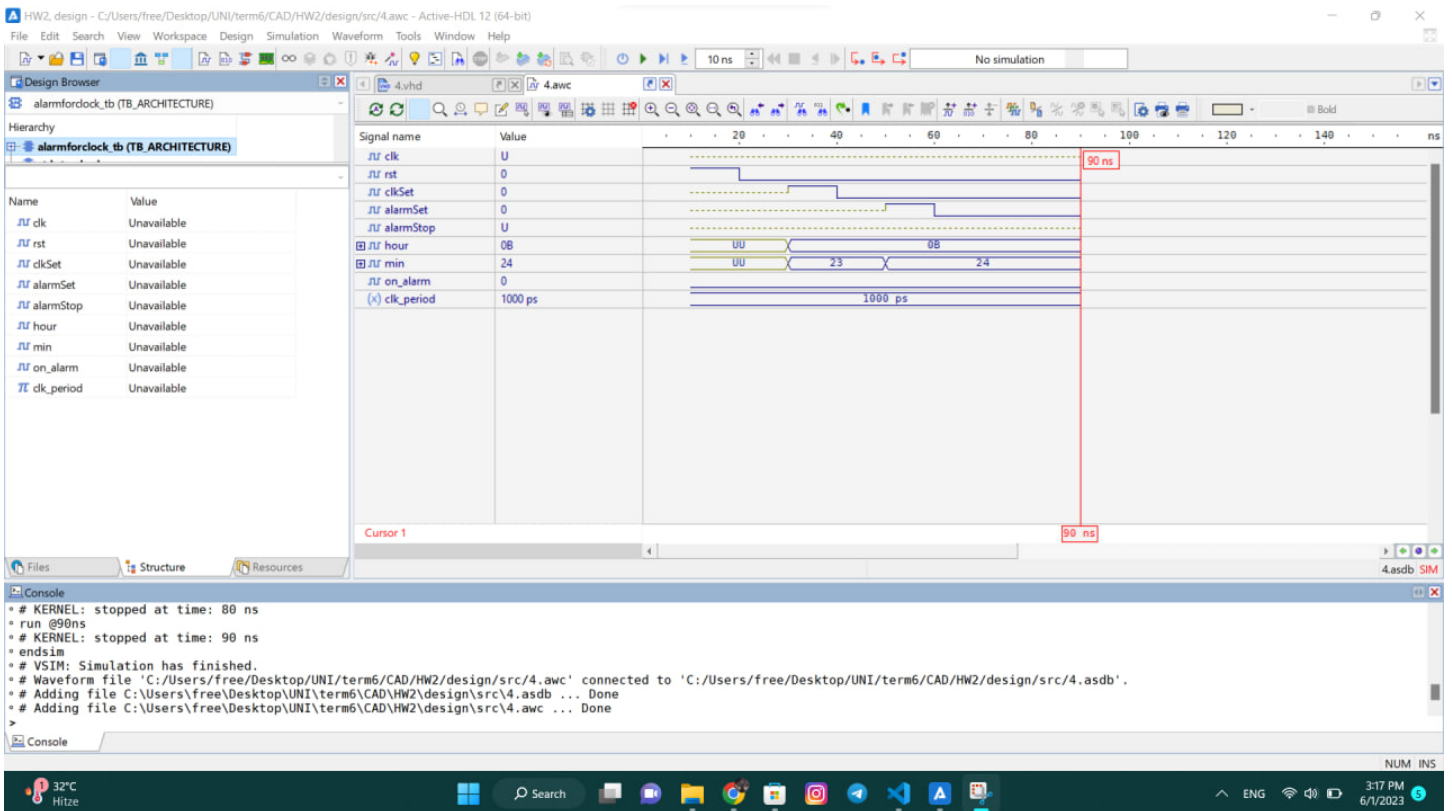 HW2, design - C:/Users/free/Desktop/UNI/term6/CAD/HW2/design/src/4.awc - Active-HDL 12 (64-bit)
File Edit Search View Workspace Design Simulation Waveform Tools Window Help
10 ns
No simulation
Design Browser
4.vhd
4.awc
alarmforclock_tb (TB_ARCHITECTURE)
Bold
Hierarchy
alarmforclock_tb (TB_ARCHITECTURE)
Name Value
clk Unavailable
rst Unavailable
clkSet Unavailable
alarmSet Unavailable
alarmStop Unavailable
hour Unavailable
min Unavailable
on_alarm Unavailable
clk_period Unavailable
Signal name Value 20 40 60 80 100 120 140 ns
clk U 90 ns
rst 0
clkSet 0
alarmSet 0
alarmStop U
hour 0B UU 0B
min 24 UU 23 24
on_alarm 0
clk_period 1000 ps 1000 ps
Cursor 1 90 ns
Files Structure Resources
4.asdb SIM
Console
# KERNEL: stopped at time: 80 ns
run @90ns
# KERNEL: stopped at time: 90 ns
endsim
# VSIM: Simulation has finished.
# Waveform file 'C:/Users/free/Desktop/UNI/term6/CAD/HW2/design/src/4.awc' connected to 'C:/Users/free/Desktop/UNI/term6/CAD/HW2/design/src/4.asdb'.
# Adding file C:\Users\free\Desktop\UNI\term6\CAD\HW2\design\src\4.asdb ... Done
# Adding file C:\Users\free\Desktop\UNI\term6\CAD\HW2\design\src\4.awc ... Done
>
Console
NUM INS
1
32°C
Hitze
Search
ENG
3:17 PM
6/1/2023
5